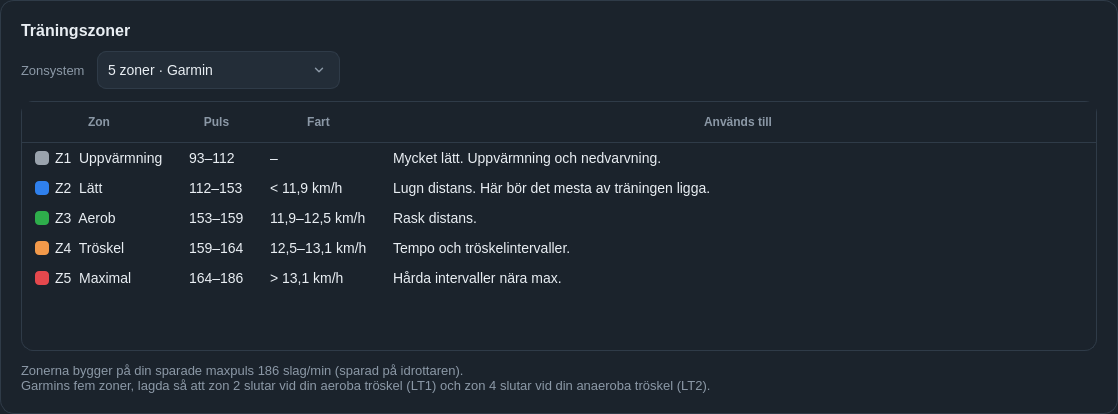 Träningszoner
Zonsystem 5 zoner · Garmin
Zon Puls Fart Används till
Z1 Uppvärmning 93–112 – Mycket lätt. Uppvärmning och nedvarvning.
Z2 Lätt 112–153 < 11,9 km/h Lugn distans. Här bör det mesta av träningen ligga.
Z3 Aerob 153–159 11,9–12,5 km/h Rask distans.
Z4 Tröskel 159–164 12,5–13,1 km/h Tempo och tröskelintervaller.
Z5 Maximal 164–186 > 13,1 km/h Hårda intervaller nära max.
Zonerna bygger på din sparade maxpuls 186 slag/min (sparad på idrottaren).
Garmins fem zoner, lagda så att zon 2 slutar vid din aeroba tröskel (LT1) och zon 4 slutar vid din anaeroba tröskel (LT2).